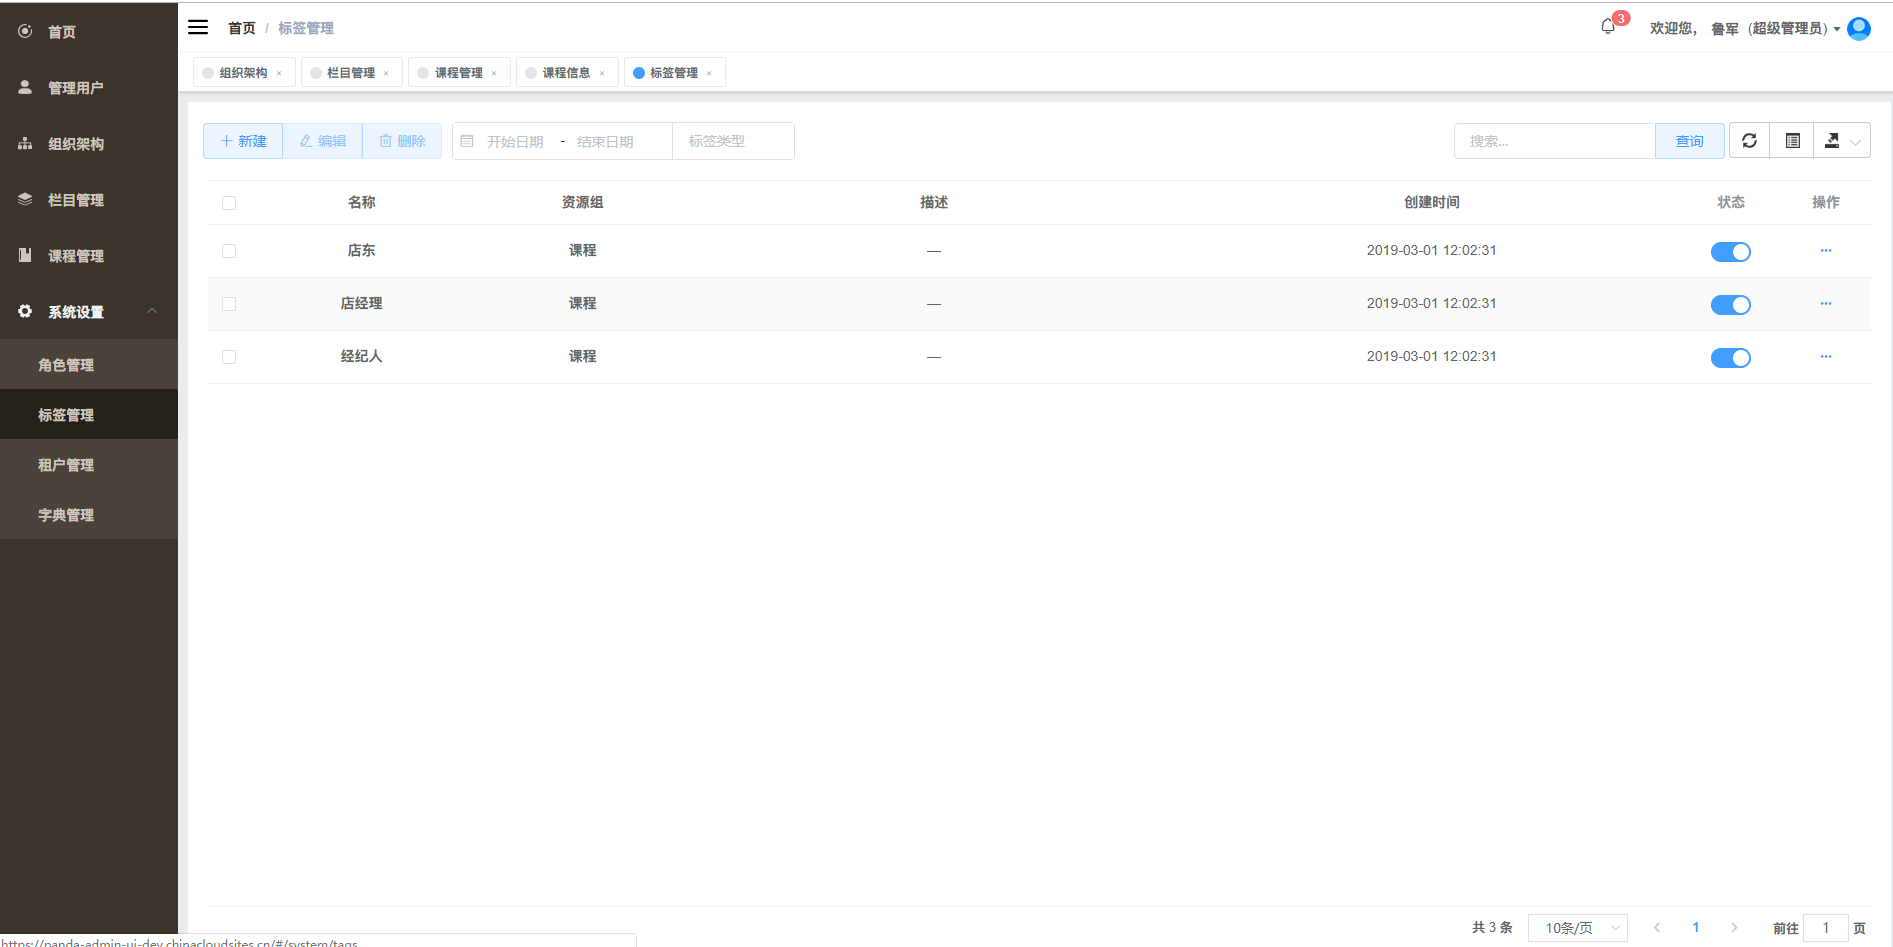 首页
管理用户
组织架构
栏目管理
课程管理
系统设置
角色管理
标签管理
租户管理
字典管理
首页 / 标签管理
3
欢迎您, 鲁军 (超级管理员)
组织架构 × 栏目管理 × 课程管理 × 课程信息 × 标签管理 ×
新建 编辑 删除 开始日期 - 结束日期 标签类型 搜索... 查询
名称 资源组 描述 创建时间 状态 操作
店东 课程 — 2019-03-01 12:02:31 ...
店经理 课程 — 2019-03-01 12:02:31 ...
经纪人 课程 — 2019-03-01 12:02:31 ...
共 3 条 10条/页 < 1 > 前往 1 页
https://panda-admin-ui-dev.chinacloudsites.cn/#/system/tags